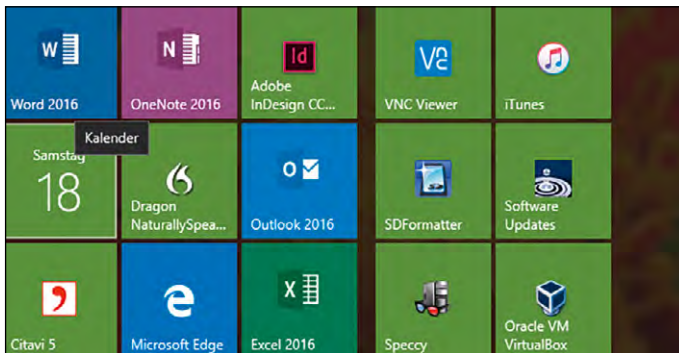 Word 2016
OneNote 2016
Id
Adobe
InDesign CC...
VNC Viewer
iTunes
Kalender
Samstag
18
Dragon
NaturallySpea...
Outlook 2016
SDFormatter
Software
Updates
Citavi 5
Microsoft Edge
Excel 2016
Speccy
Oracle VM
VirtualBox